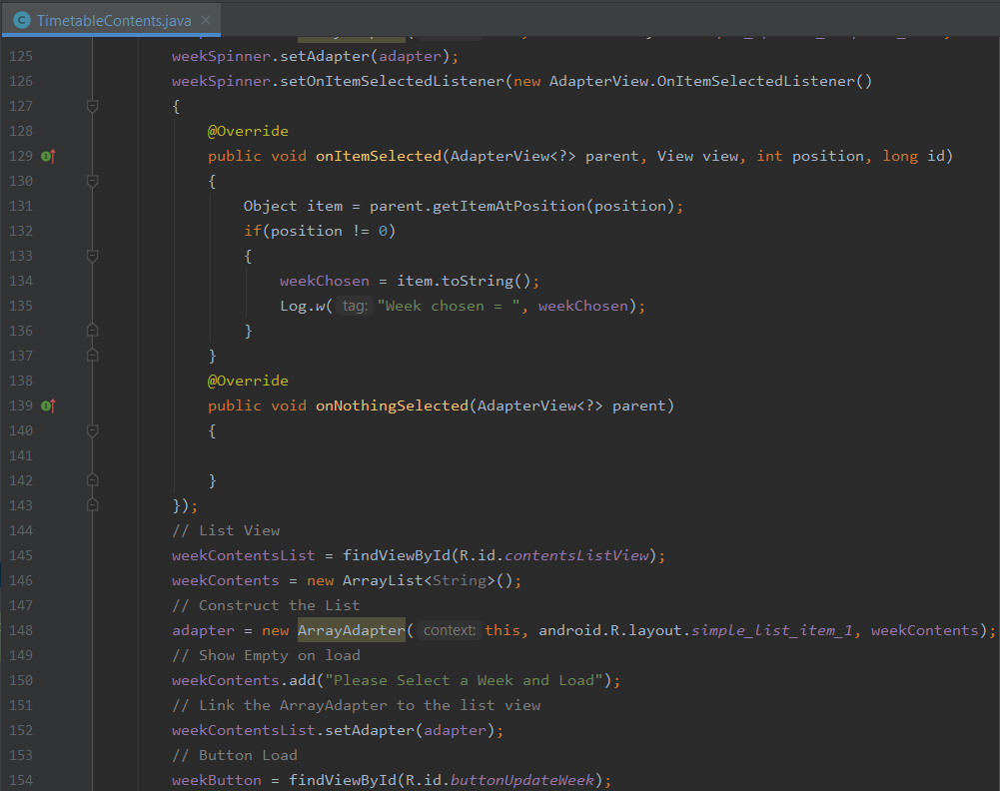 C TimetableContents.java ×
125 weekSpinner.setAdapter(adapter);
126 weekSpinner.setOnItemSelectedListener(new AdapterView.OnItemSelectedListener()
127 {
128 @Override
129 public void onItemSelected(AdapterView<?> parent, View view, int position, long id)
130 {
131 Object item = parent.getItemAtPosition(position);
132 if(position != 0)
133 {
134 weekChosen = item.toString();
135 Log.w( tag: "Week chosen = ", weekChosen);
136 }
137 }
138 @Override
139 public void onNothingSelected(AdapterView<?> parent)
140 {
141
142 }
143 });
144 // List View
145 weekContentsList = findViewById(R.id.contentsListView);
146 weekContents = new ArrayList<String>();
147 // Construct the List
148 adapter = new ArrayAdapter( context: this, android.R.layout.simple_list_item_1, weekContents);
149 // Show Empty on load
150 weekContents.add("Please Select a Week and Load");
151 // Link the ArrayAdapter to the list view
152 weekContentsList.setAdapter(adapter);
153 // Button Load
154 weekButton = findViewById(R.id.buttonUpdateWeek);